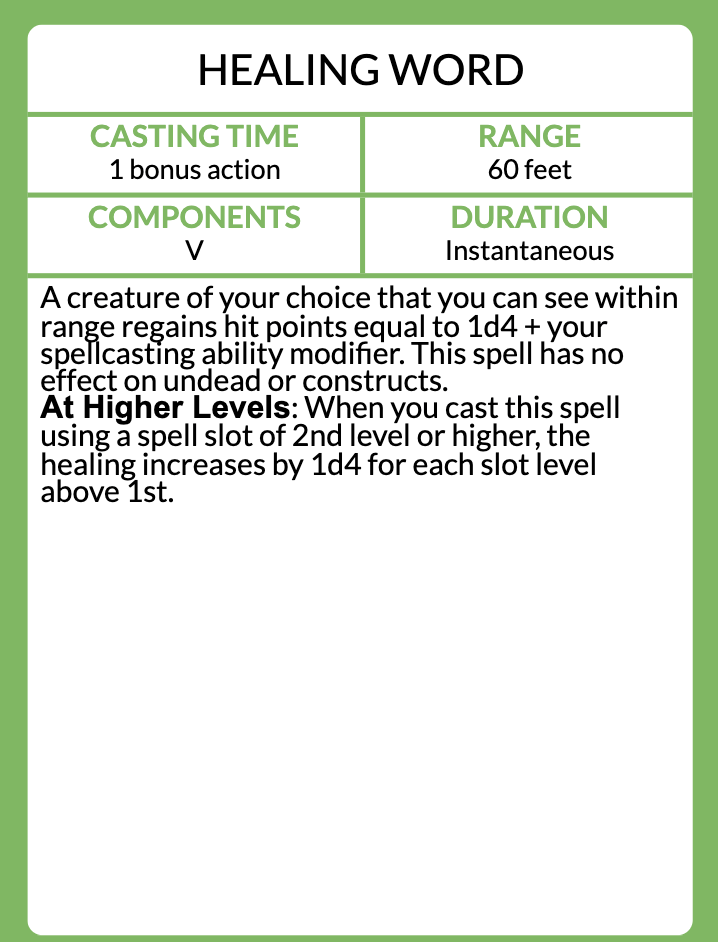 HEALING WORD
CASTING TIME
1 bonus action
RANGE
60 feet
COMPONENTS
V
DURATION
Instantaneous
A creature of your choice that you can see within
range regains hit points equal to 1d4 + your
spellcasting ability modifier. This spell has no
effect on undead or constructs.
At Higher Levels: When you cast this spell
using a spell slot of 2nd level or higher, the
healing increases by 1d4 for each slot level
above 1st.